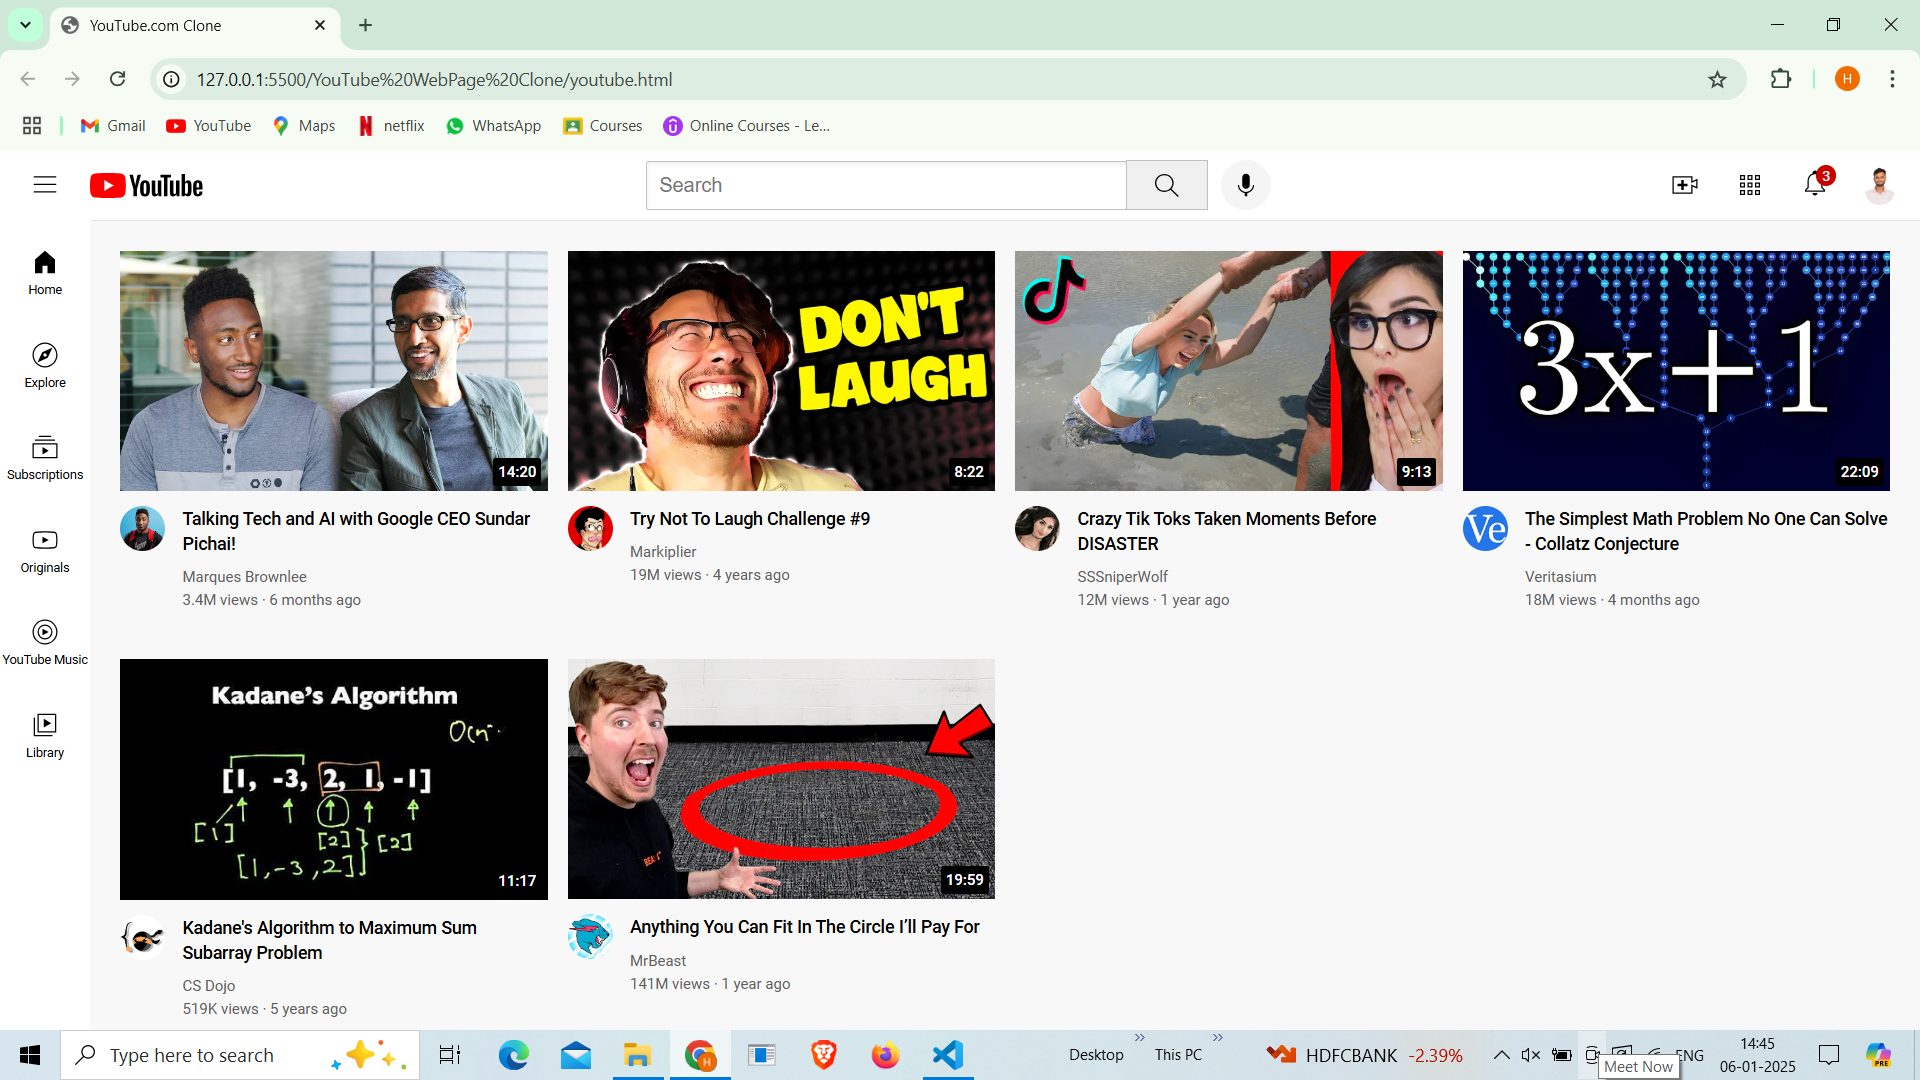 YouTube.com Clone
127.0.0.1:5500/YouTube%20WebPage%20Clone/youtube.html
H
Gmail
YouTube
Maps
netflix
WhatsApp
Courses
Online Courses - Le...
YouTube
Search
3
Home
Explore
Subscriptions
Originals
YouTube Music
Library
14:20
DON'T
LAUGH
8:22
9:13
3x+1
22:09
Talking Tech and AI with Google CEO Sundar
Pichai!
Marques Brownlee
3.4M views · 6 months ago
Try Not To Laugh Challenge #9
Markiplier
19M views · 4 years ago
Crazy Tik Toks Taken Moments Before
DISASTER
SSSniperWolf
12M views · 1 year ago
Ve
The Simplest Math Problem No One Can Solve
- Collatz Conjecture
Veritasium
18M views · 4 months ago
Kadane's Algorithm
[1, -3, 2, 1, -1]
[1]
[2]
[2]
[1,-3,2]
11:17
19:59
Kadane's Algorithm to Maximum Sum
Subarray Problem
CS Dojo
519K views · 5 years ago
Anything You Can Fit In The Circle I’ll Pay For
MrBeast
141M views · 1 year ago
Type here to search
Desktop
This PC
HDFCBANK -2.39%
ENG
14:45
06-01-2025
PRE
Meet Now